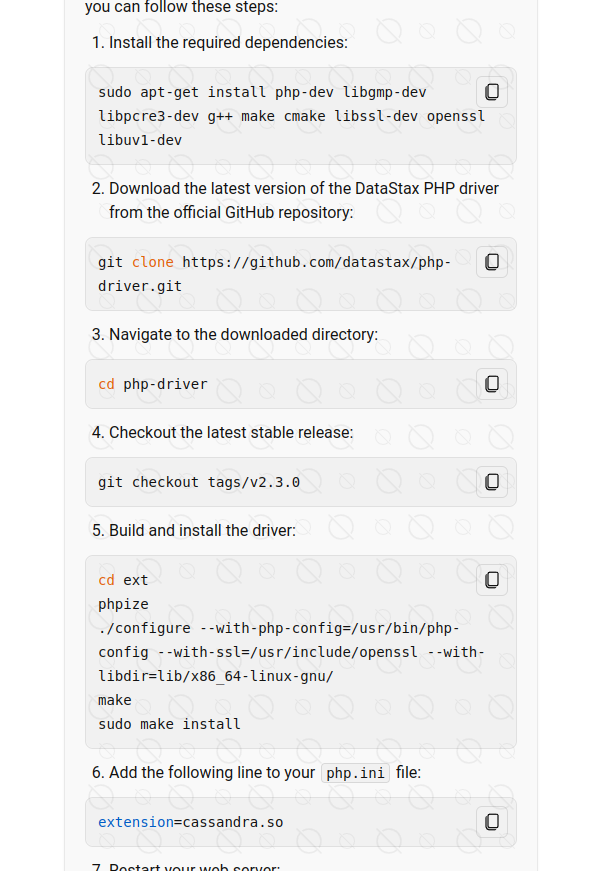 you can follow these steps:
1. Install the required dependencies:
sudo apt-get install php-dev libgmp-dev
libpcre3-dev g++ make cmake libssl-dev openssl
libuv1-dev
2. Download the latest version of the DataStax PHP driver
from the official GitHub repository:
git clone https://github.com/datastax/php-
driver.git
3. Navigate to the downloaded directory:
cd php-driver
4. Checkout the latest stable release:
git checkout tags/v2.3.0
5. Build and install the driver:
cd ext
phpize
./configure --with-php-config=/usr/bin/php-
config --with-ssl=/usr/include/openssl --with-
libdir=lib/x86_64-linux-gnu/
make
sudo make install
6. Add the following line to your php.ini file:
extension=cassandra.so
7. Restart your web server: